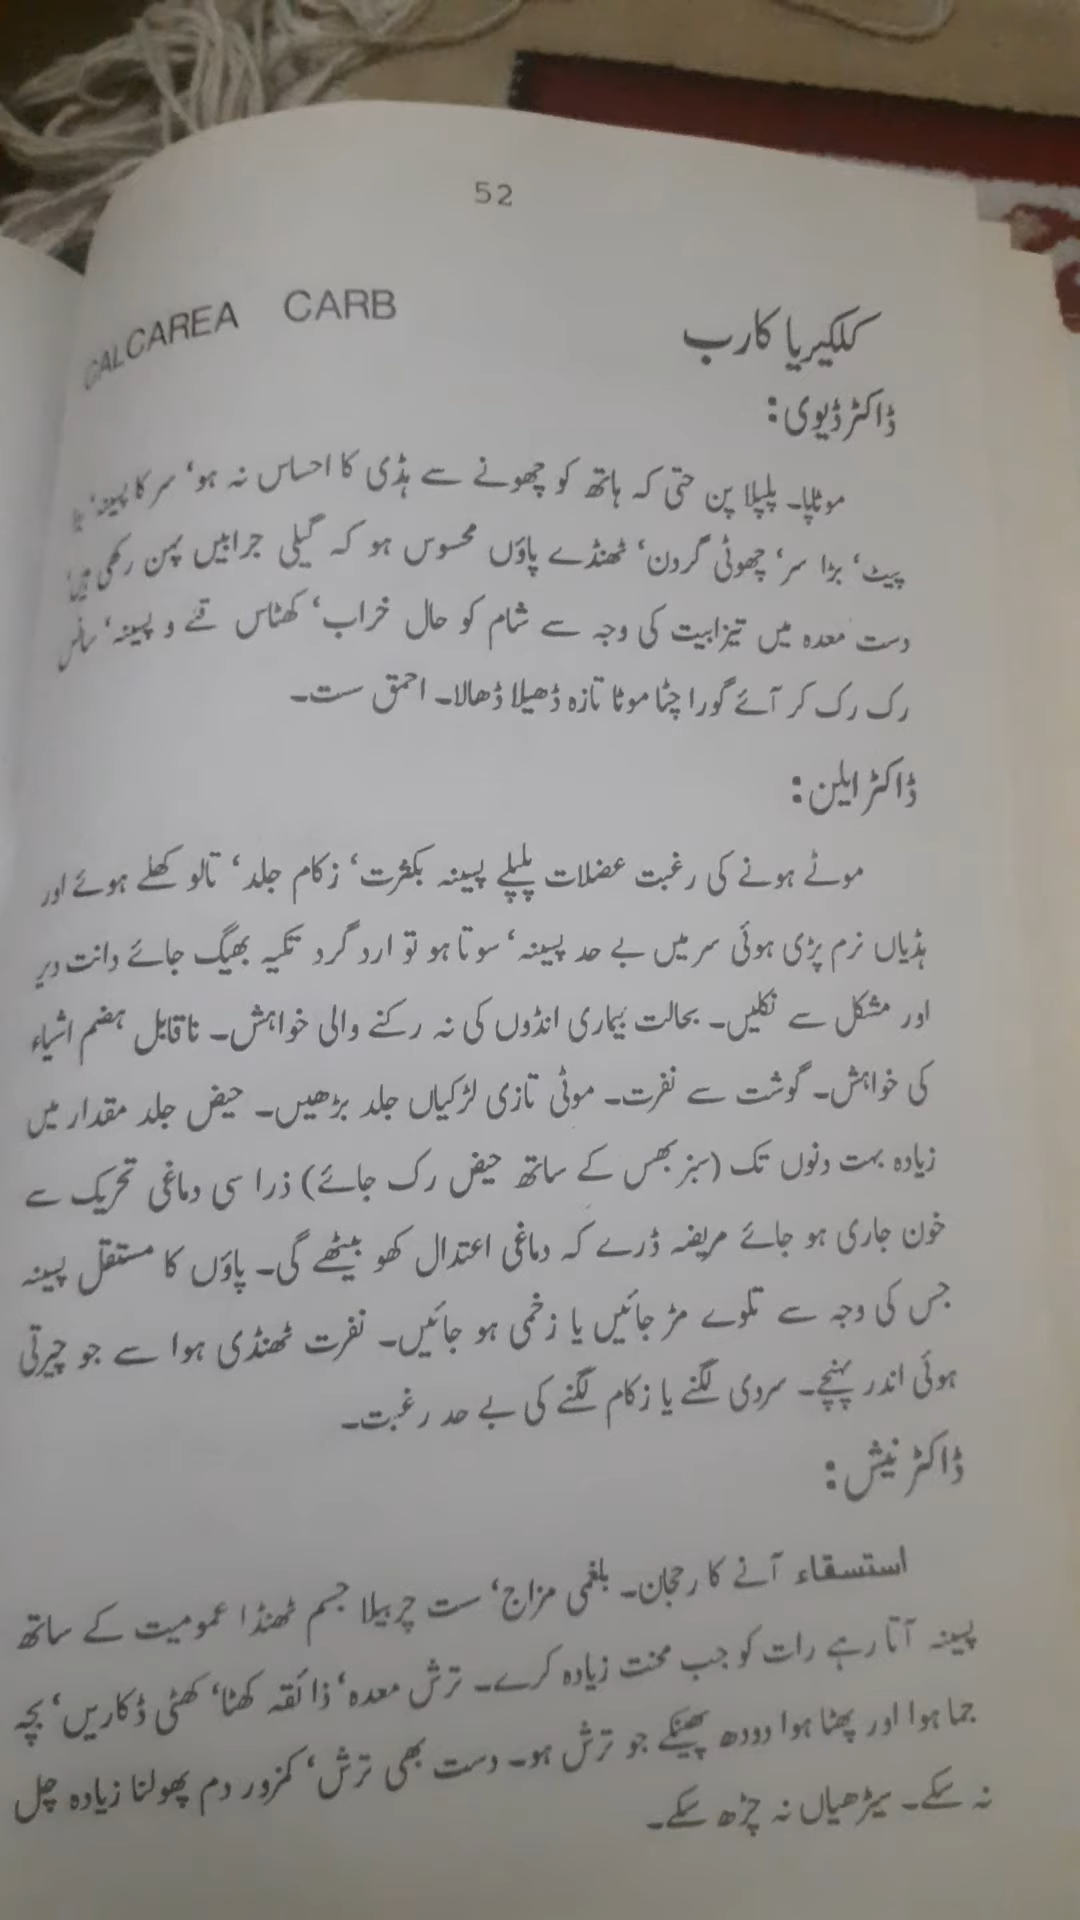 52
کلکیریا کارب CALCAREA CARB
ڈاکٹر ڈیوی:
موٹاپا۔ پلپلا پن حتیٰ کہ ہاتھ کو چھونے سے ہڈی کا احساس نہ ہو، سر کا پسینہ،
پیٹ، بڑا سر، چھوٹی گردن، ٹھنڈے پاؤں محسوس ہو کہ گیلی جرابیں پہن رکھی ہیں
دست معدہ میں تیزابیت کی وجہ سے شام کو حال خراب، کھٹاس قئے و پسینہ، سانس
رک رک کر آئے گورا چٹا موٹا تازہ ڈھیلا ڈھالا۔ احمق ست۔
ڈاکٹر ایلن:
موٹے ہونے کی رغبت عضلات پلپلے پسینہ بکثرت، زکام جلد، تالو کھلے ہوئے اور
ہڈیاں نرم پڑی ہوئی سر میں بے حد پسینہ، سوتا ہو تو ارد گرد تکیہ بھیگ جائے دانت دیر
اور مشکل سے نکلیں۔ بحالت بیماری انڈوں کی نہ رکنے والی خواہش۔ ناقابل ہضم اشیاء
کی خواہش۔ گوشت سے نفرت۔ موٹی تازی لڑکیاں جلد بڑھیں۔ حیض جلد مقدار میں
زیادہ بہت دنوں تک (سبز بھس کے ساتھ حیض رک جائے) ذرا سی دماغی تحریک سے
خون جاری ہو جائے مریضہ ڈرے کہ دماغی اعتدال کھو بیٹھے گی۔ پاؤں کا مستقل پسینہ
جس کی وجہ سے تلوے مڑ جائیں یا زخمی ہو جائیں۔ نفرت ٹھنڈی ہوا سے جو چیرتی
ہوئی اندر پہنچے۔ سردی لگنے یا زکام لگنے کی بے حد رغبت۔
ڈاکٹر نیش:
استسقاء آنے کا رحجان۔ بلغمی مزاج، ست چربیلا جسم ٹھنڈا عمومیت کے ساتھ
پسینہ آتا رہے رات کو جب محنت زیادہ کرے۔ ترش معدہ، ذائقہ کھٹا، کھٹی ڈکاریں، بچہ
جما ہوا اور پھٹا ہوا دودھ پھینکے جو ترش ہو۔ دست بھی ترش، کمزور دم پھولنا زیادہ چل
نہ سکے۔ سیڑھیاں نہ چڑھ سکے۔